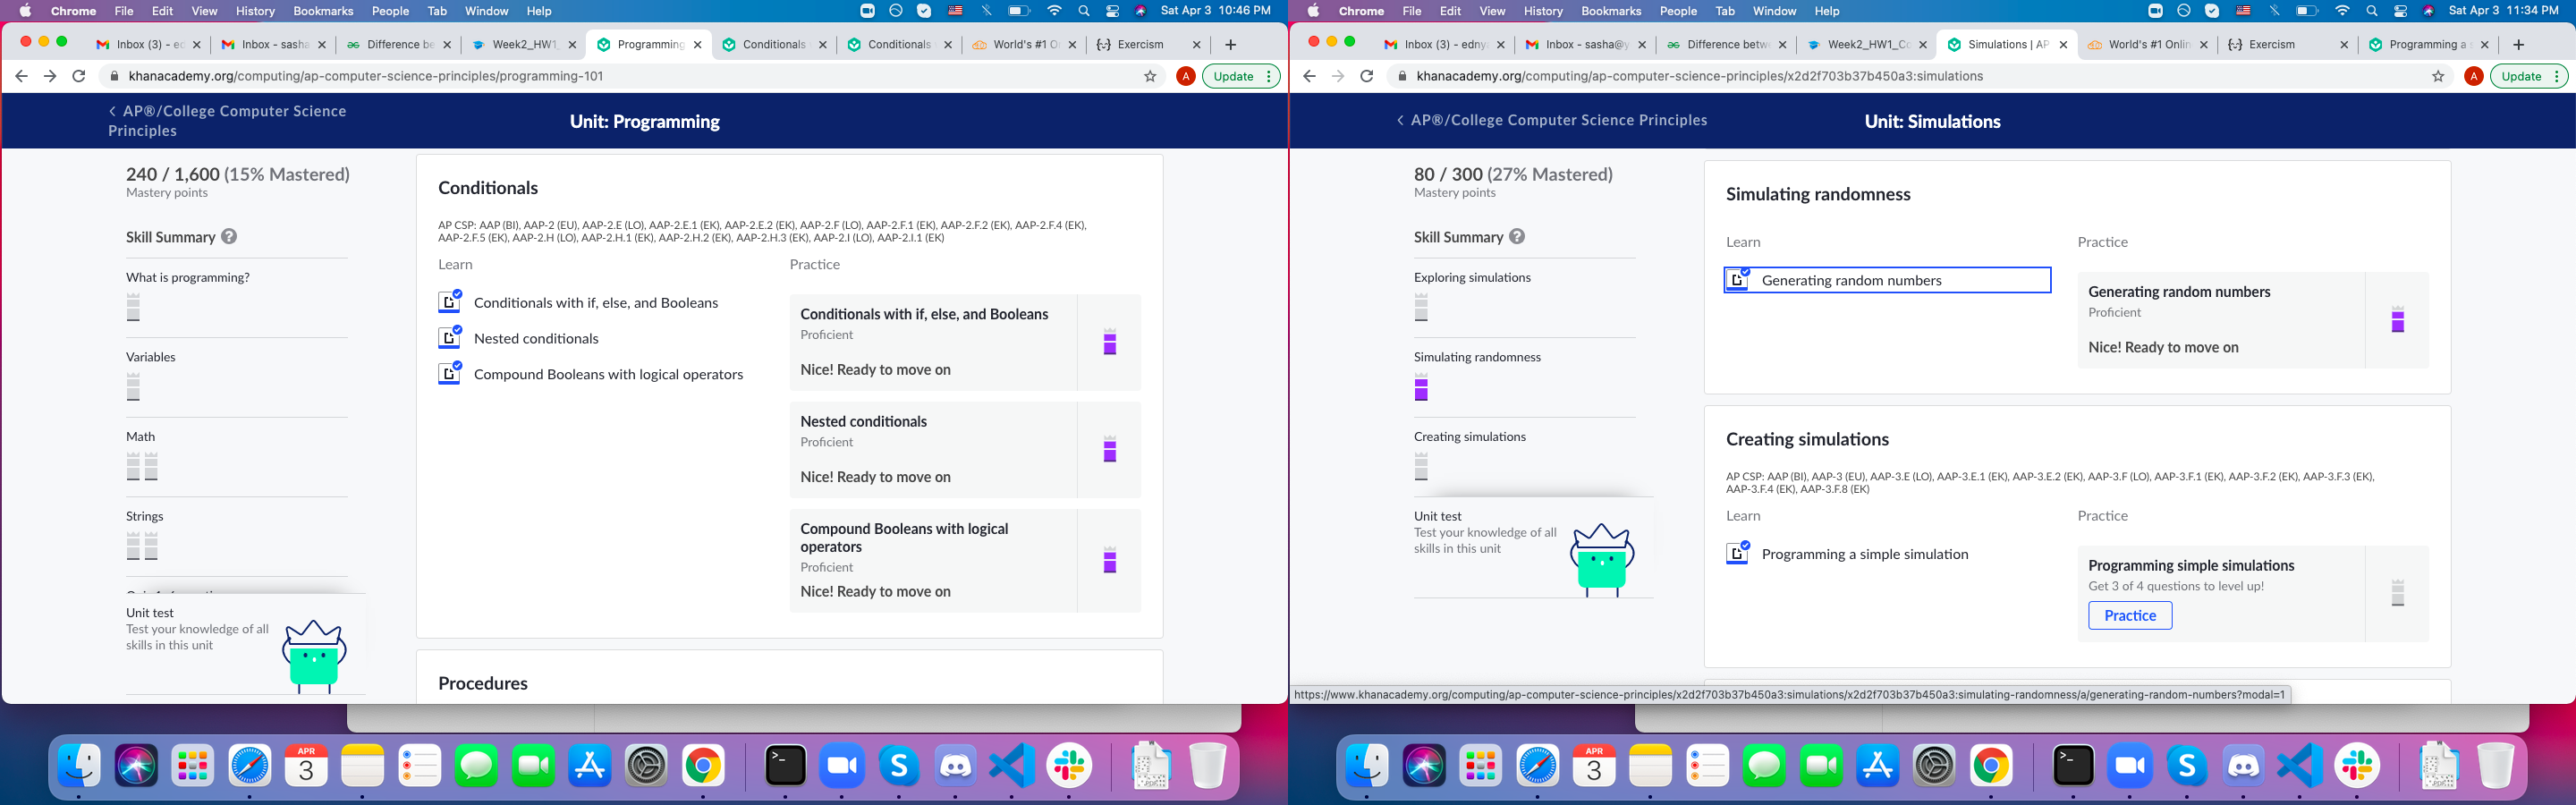 Chrome File Edit View History Bookmarks People Tab Window Help Sat Apr 3 10:46 PM
Inbox (3) - ed Inbox - sasha Difference be Week2_HW1_ Programming Conditionals Conditionals World's #1 O Exercism
khanacademy.org/computing/ap-computer-science-principles/programming-101 A Update
< AP®/College Computer Science
Principles
Unit: Programming
240 / 1,600 (15% Mastered)
Mastery points
Skill Summary ?
What is programming?
Variables
Math
Strings
Unit test
Test your knowledge of all
skills in this unit
Conditionals
AP CSP: AAP (BI), AAP-2 (EU), AAP-2.E (LO), AAP-2.E.1 (EK), AAP-2.E.2 (EK), AAP-2.F (LO), AAP-2.F.1 (EK), AAP-2.F.2 (EK), AAP-2.F.4 (EK),
AAP-2.F.5 (EK), AAP-2.H (LO), AAP-2.H.1 (EK), AAP-2.H.2 (EK), AAP-2.H.3 (EK), AAP-2.I (LO), AAP-2.I.1 (EK)
Learn
Conditionals with if, else, and Booleans
Nested conditionals
Compound Booleans with logical operators
Practice
Conditionals with if, else, and Booleans
Proficient
Nice! Ready to move on
Nested conditionals
Proficient
Nice! Ready to move on
Compound Booleans with logical
operators
Proficient
Nice! Ready to move on
Procedures
APR
3
Chrome File Edit View History Bookmarks People Tab Window Help Sat Apr 3 11:34 PM
Inbox (3) - edny Inbox - sasha@y Difference betw Week2_HW1_Co Simulations | AP World's #1 Onlin Exercism Programming a s
khanacademy.org/computing/ap-computer-science-principles/x2d2f703b37b450a3:simulations A Update
< AP®/College Computer Science Principles
Unit: Simulations
80 / 300 (27% Mastered)
Mastery points
Skill Summary ?
Exploring simulations
Simulating randomness
Creating simulations
Unit test
Test your knowledge of all
skills in this unit
Simulating randomness
Learn
Generating random numbers
Practice
Generating random numbers
Proficient
Nice! Ready to move on
Creating simulations
AP CSP: AAP (BI), AAP-3 (EU), AAP-3.E (LO), AAP-3.E.1 (EK), AAP-3.E.2 (EK), AAP-3.F (LO), AAP-3.F.1 (EK), AAP-3.F.2 (EK), AAP-3.F.3 (EK),
AAP-3.F.4 (EK), AAP-3.F.8 (EK)
Learn
Programming a simple simulation
Practice
Programming simple simulations
Get 3 of 4 questions to level up!
Practice
https://www.khanacademy.org/computing/ap-computer-science-principles/x2d2f703b37b450a3:simulations/x2d2f703b37b450a3:simulating-randomness/a/generating-random-numbers?modal=1
APR
3